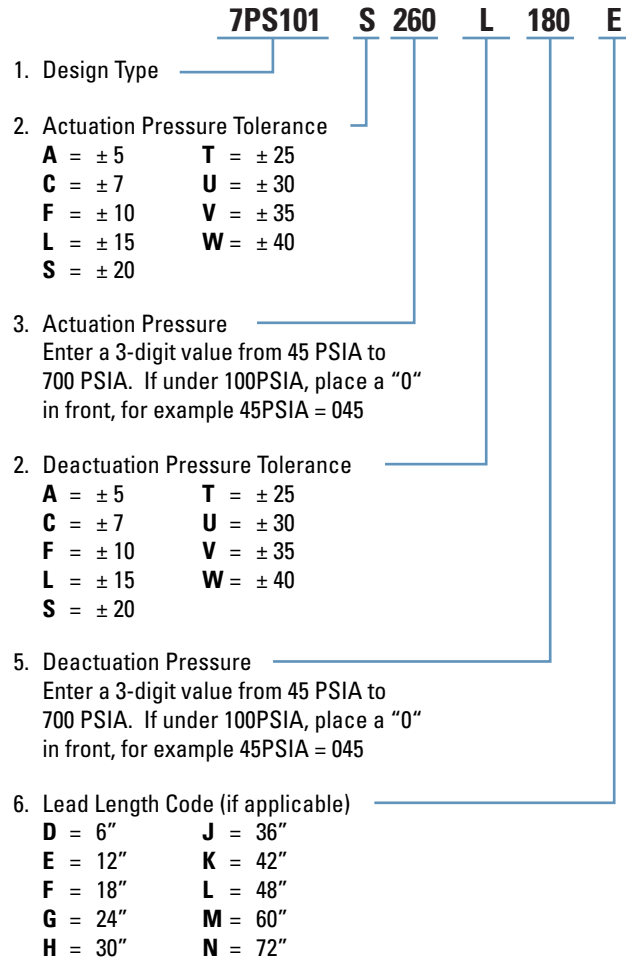 7PS101 S 260 L 180 E
1. Design Type
2. Actuation Pressure Tolerance
A = ± 5 T = ± 25
C = ± 7 U = ± 30
F = ± 10 V = ± 35
L = ± 15 W = ± 40
S = ± 20
3. Actuation Pressure
Enter a 3-digit value from 45 PSIA to
700 PSIA. If under 100PSIA, place a “0“
in front, for example 45PSIA = 045
2. Deactuation Pressure Tolerance
A = ± 5 T = ± 25
C = ± 7 U = ± 30
F = ± 10 V = ± 35
L = ± 15 W = ± 40
S = ± 20
5. Deactuation Pressure
Enter a 3-digit value from 45 PSIA to
700 PSIA. If under 100PSIA, place a “0“
in front, for example 45PSIA = 045
6. Lead Length Code (if applicable)
D = 6” J = 36”
E = 12” K = 42”
F = 18” L = 48”
G = 24” M = 60”
H = 30” N = 72”